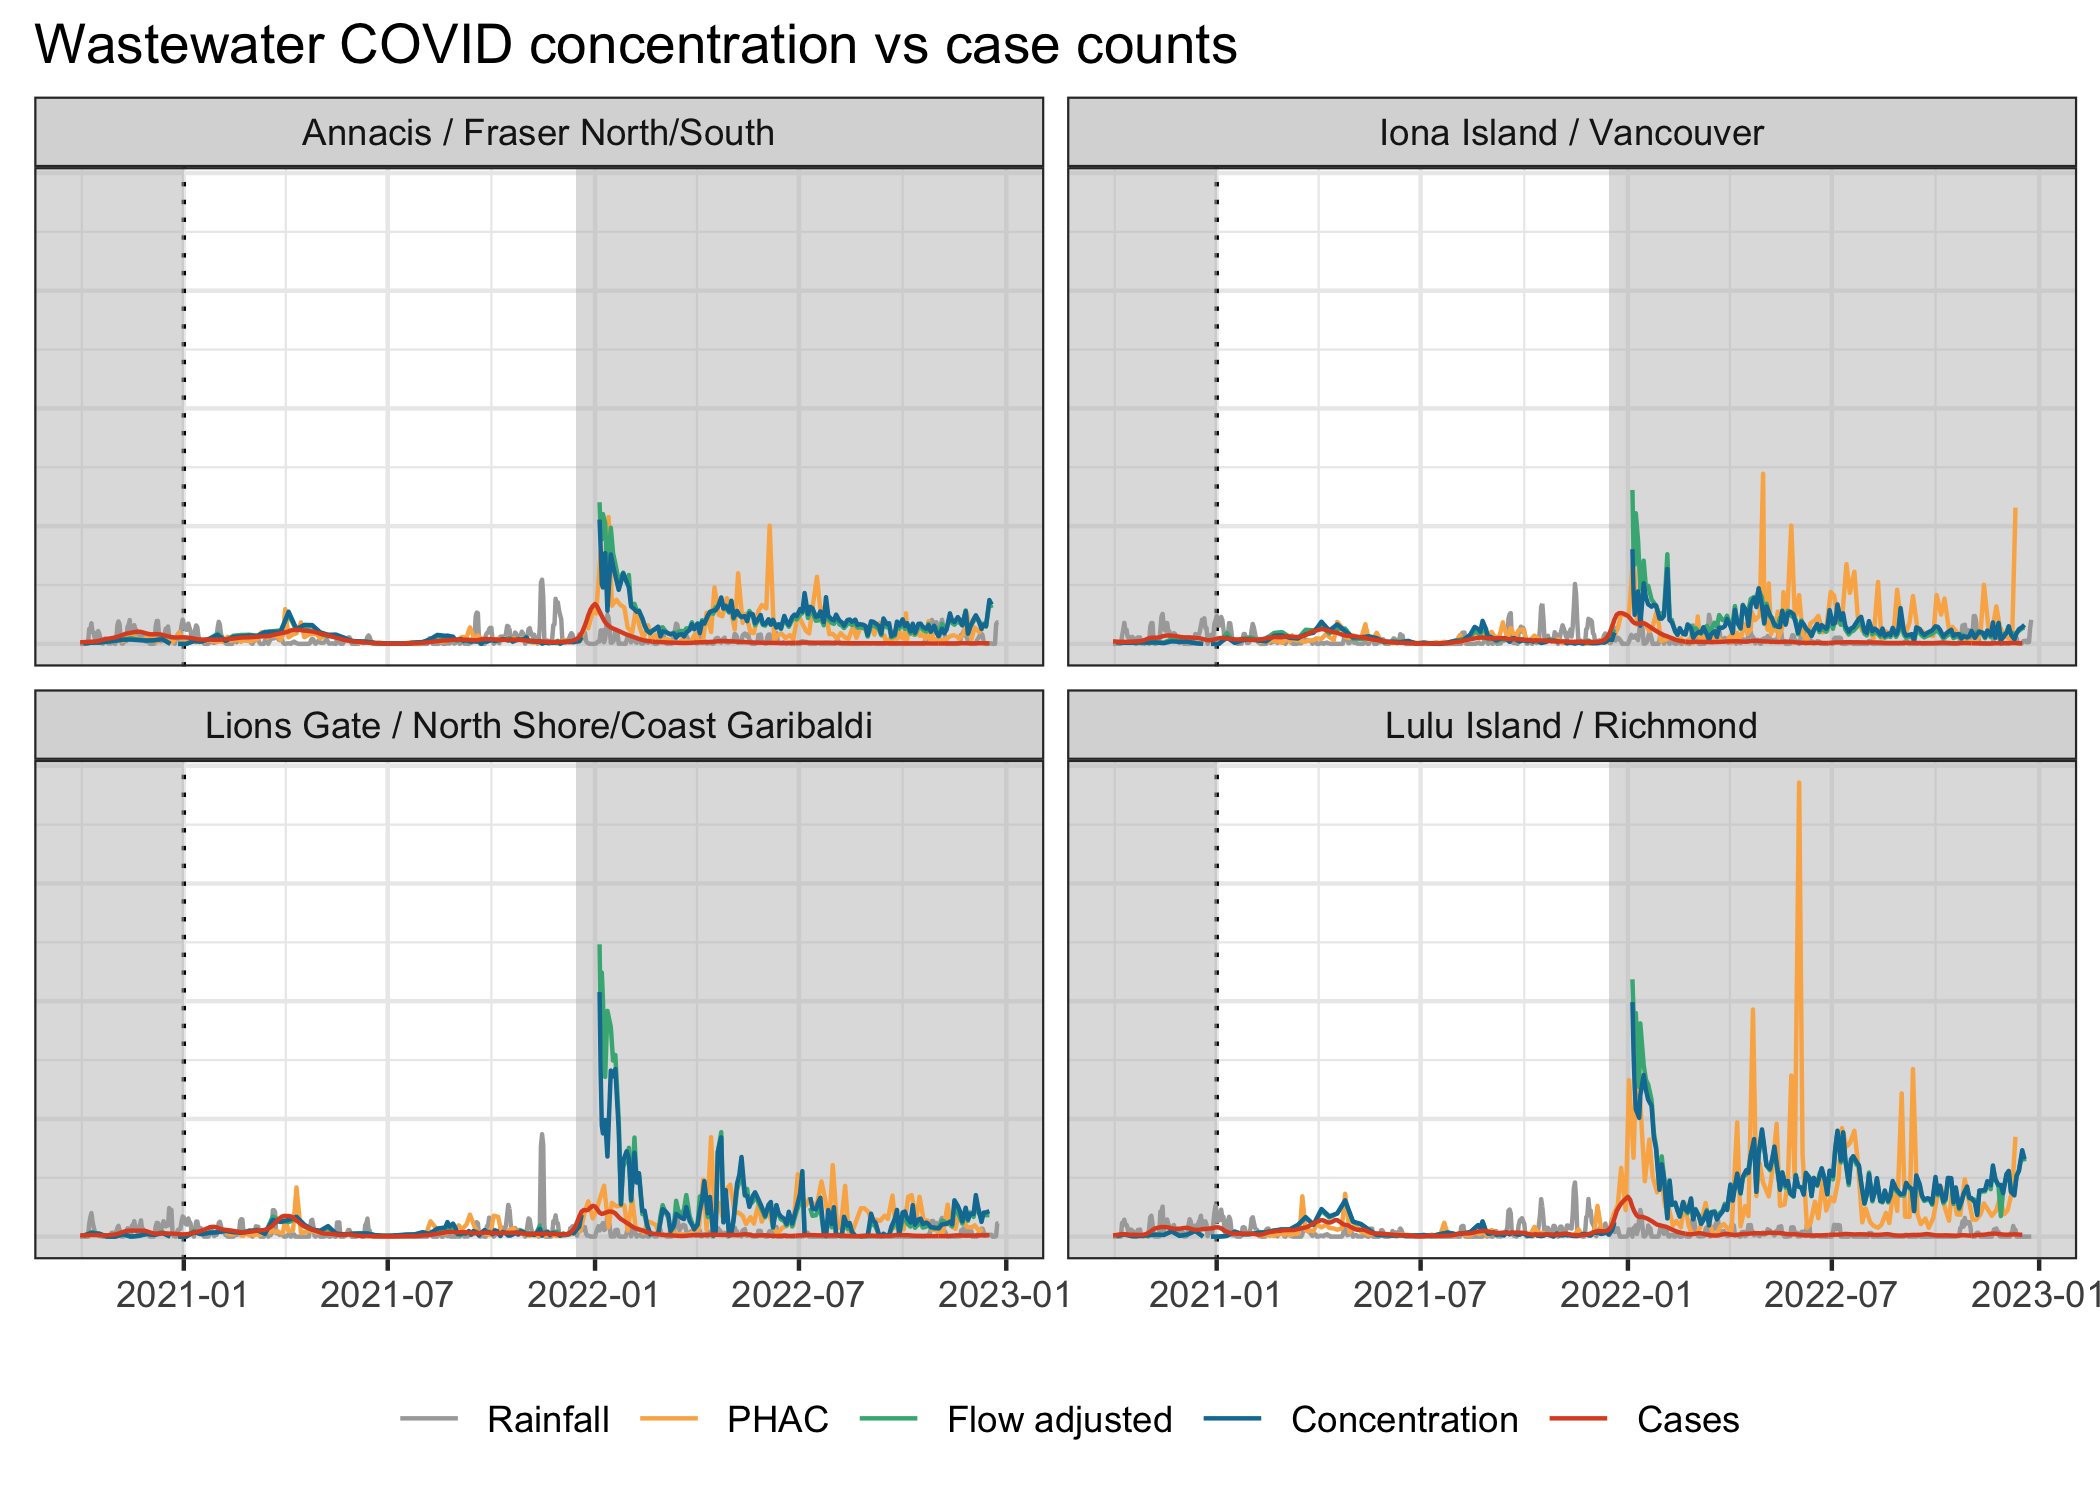 Wastewater COVID concentration vs case counts
Annacis / Fraser North/South
Iona Island / Vancouver
Lions Gate / North Shore/Coast Garibaldi
Lulu Island / Richmond
2021-01 2021-07 2022-01 2022-07 2023-01 2021-01 2021-07 2022-01 2022-07 2023-01
Rainfall PHAC Flow adjusted Concentration Cases